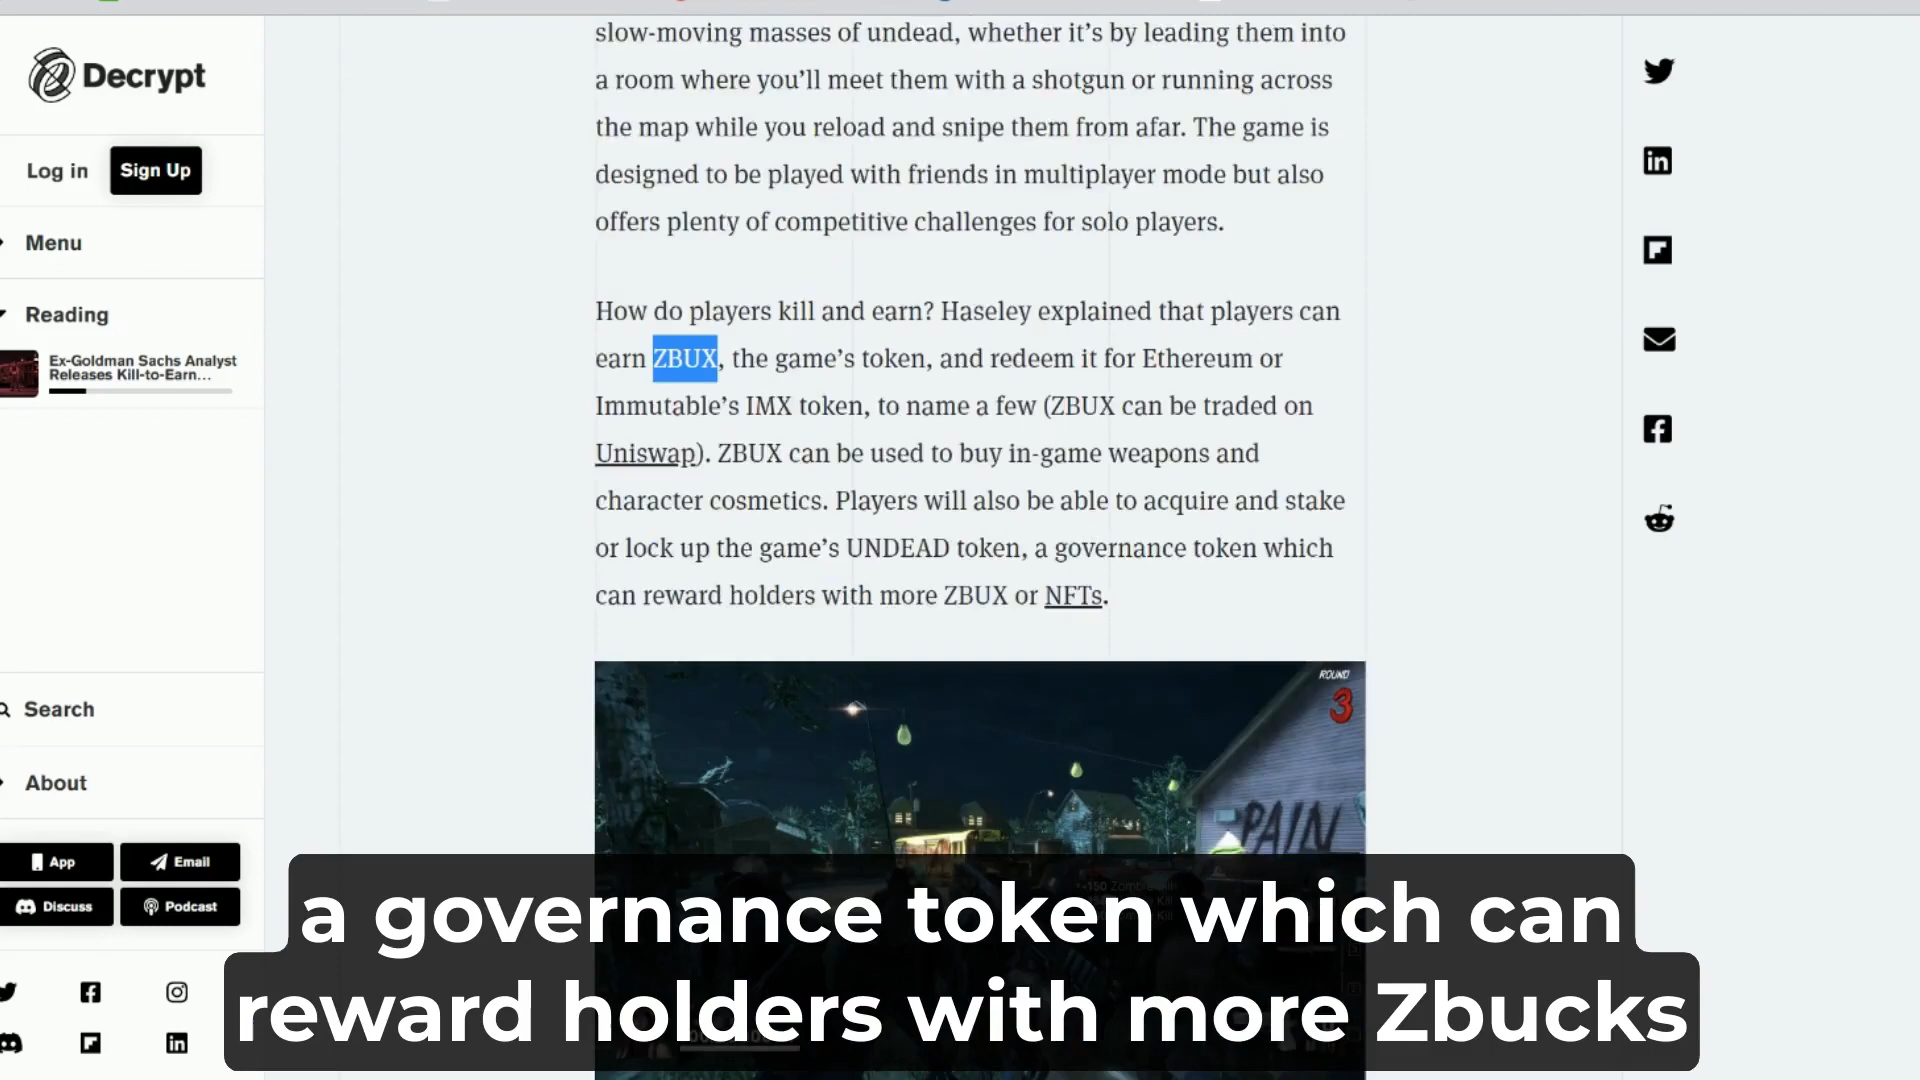 Decrypt
Log in
Sign Up
Menu
Reading
Ex-Goldman Sachs Analyst
Releases Kill-to-Earn...
Search
About
App
Email
Discuss
Podcast
slow-moving masses of undead, whether it’s by leading them into
a room where you’ll meet them with a shotgun or running across
the map while you reload and snipe them from afar. The game is
designed to be played with friends in multiplayer mode but also
offers plenty of competitive challenges for solo players.
How do players kill and earn? Haseley explained that players can
earn ZBUX, the game’s token, and redeem it for Ethereum or
Immutable’s IMX token, to name a few (ZBUX can be traded on
Uniswap). ZBUX can be used to buy in-game weapons and
character cosmetics. Players will also be able to acquire and stake
or lock up the game’s UNDEAD token, a governance token which
can reward holders with more ZBUX or NFTs.
ROUND
3
PAIN
a governance token which can
reward holders with more Zbucks